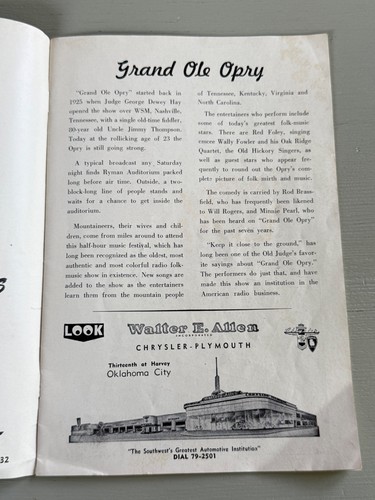 Grand Ole Opry
"Grand Ole Opry" started back in
1925 when Judge George Dewey Hay
opened the show over WSM, Nashville,
Tennessee, with a single old-time fiddler,
80-year old Uncle Jimmy Thompson.
Today at the rollicking age of 23 the
Opry is still going strong.
A typical broadcast any Saturday
night finds Ryman Auditorium packed
long before air time. Outside, a two-
block-long line of people stands and
waits for a chance to get inside the
auditorium.
Mountaineers, their wives and chil-
dren, come from miles around to attend
this half-hour music festival, which has
long been recognized as the oldest, most
authentic and most colorful radio folk-
music show in existence. New songs are
added to the show as the entertainers
learn them from the mountain people
of Tennessee, Kentucky, Virginia and
North Carolina.
The entertainers who perform include
some of today's greatest folk-music
stars. There are Red Foley, singing
emcee Wally Fowler and his Oak Ridge
Quartet, the Old Hickory Singers, as
well as guest stars who appear fre-
quently to round out the Opry's com-
plete picture of folk mirth and music.
The comedy is carried by Rod Bras-
field, who has frequently been likened
to Will Rogers, and Minnie Pearl, who
has been heard on "Grand Ole Opry"
for the past seven years.
"Keep it close to the ground," has
long been one of the Old Judge's favor-
ite sayings about "Grand Ole Opry."
The performers do just that, and have
made this show an institution in the
American radio business.
LOOK
Walter E. Allen
INCORPORATED
CHRYSLER-PLYMOUTH
Thirteenth at Harvey
Oklahoma City
"The Southwest's Greatest Automotive Institution"
DIAL 79-2501
32